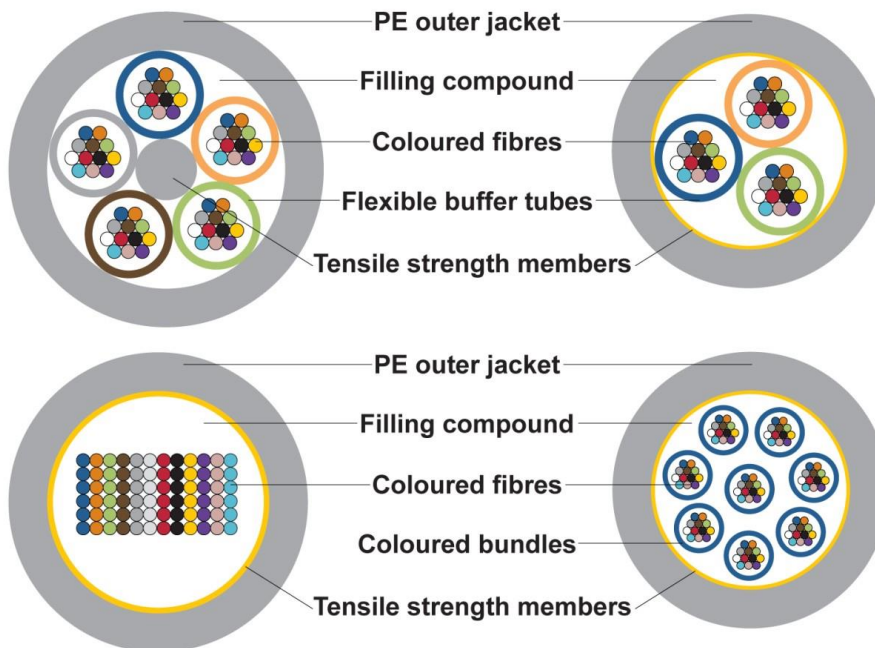 PE outer jacket
Filling compound
Coloured fibres
Flexible buffer tubes
Tensile strength members
PE outer jacket
Filling compound
Coloured fibres
Coloured bundles
Tensile strength members